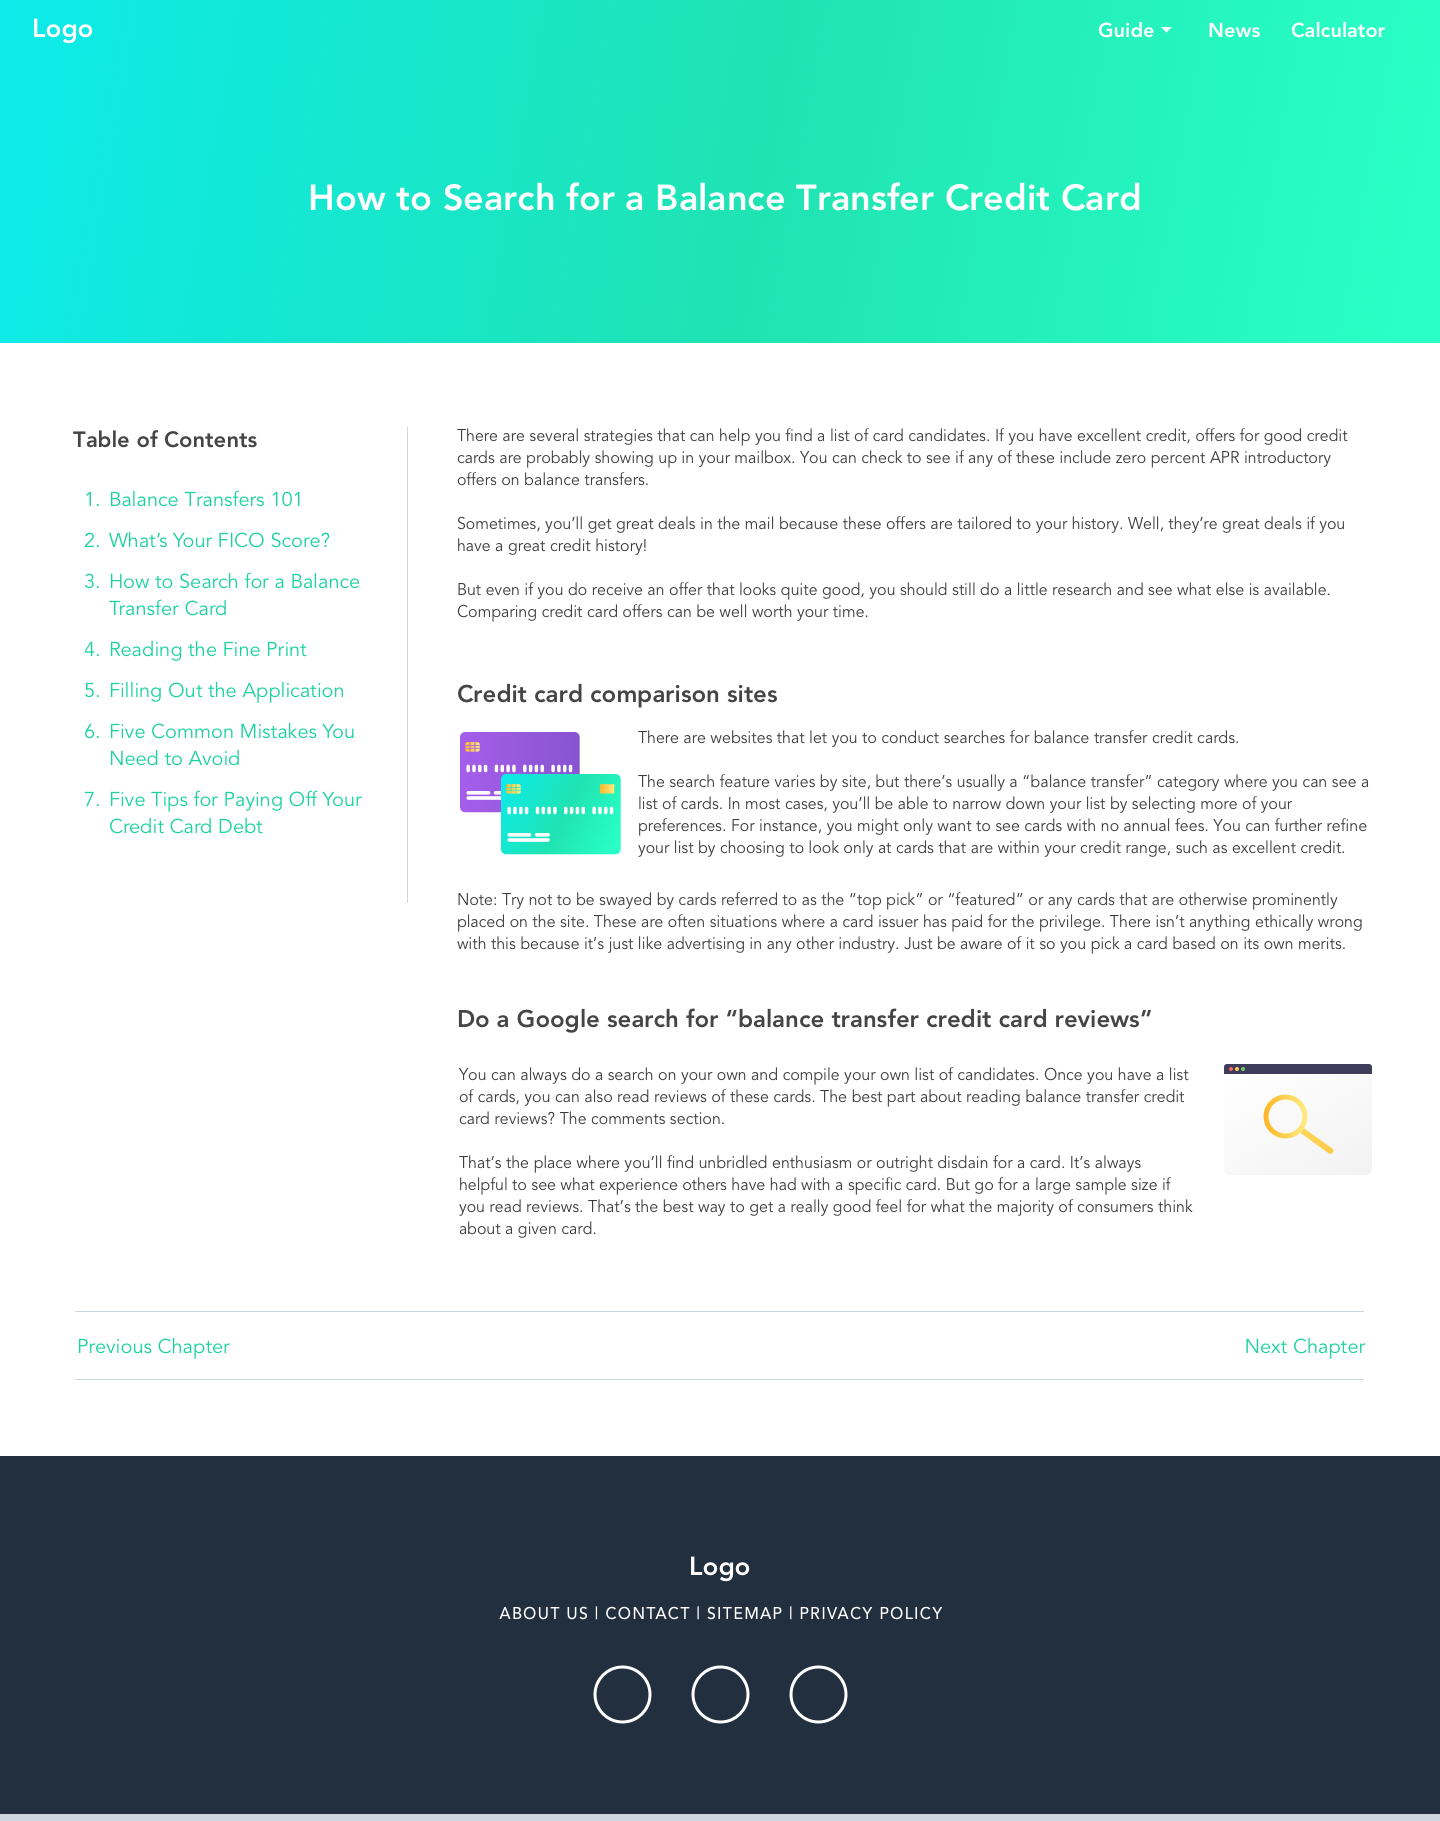 Logo
Guide
News
Calculator
How to Search for a Balance Transfer Credit Card
Table of Contents
1. Balance Transfers 101
2. What’s Your FICO Score?
3. How to Search for a Balance
Transfer Card
4. Reading the Fine Print
5. Filling Out the Application
6. Five Common Mistakes You
Need to Avoid
7. Five Tips for Paying Off Your
Credit Card Debt
There are several strategies that can help you find a list of card candidates. If you have excellent credit, offers for good credit
cards are probably showing up in your mailbox. You can check to see if any of these include zero percent APR introductory
offers on balance transfers.
Sometimes, you’ll get great deals in the mail because these offers are tailored to your history. Well, they’re great deals if you
have a great credit history!
But even if you do receive an offer that looks quite good, you should still do a little research and see what else is available.
Comparing credit card offers can be well worth your time.
Credit card comparison sites
There are websites that let you to conduct searches for balance transfer credit cards.
The search feature varies by site, but there’s usually a “balance transfer” category where you can see a
list of cards. In most cases, you’ll be able to narrow down your list by selecting more of your
preferences. For instance, you might only want to see cards with no annual fees. You can further refine
your list by choosing to look only at cards that are within your credit range, such as excellent credit.
Note: Try not to be swayed by cards referred to as the “top pick” or “featured” or any cards that are otherwise prominently
placed on the site. These are often situations where a card issuer has paid for the privilege. There isn’t anything ethically wrong
with this because it’s just like advertising in any other industry. Just be aware of it so you pick a card based on its own merits.
Do a Google search for “balance transfer credit card reviews”
You can always do a search on your own and compile your own list of candidates. Once you have a list
of cards, you can also read reviews of these cards. The best part about reading balance transfer credit
card reviews? The comments section.
That’s the place where you’ll find unbridled enthusiasm or outright disdain for a card. It’s always
helpful to see what experience others have had with a specific card. But go for a large sample size if
you read reviews. That’s the best way to get a really good feel for what the majority of consumers think
about a given card.
Previous Chapter
Next Chapter
Logo
ABOUT US | CONTACT | SITEMAP | PRIVACY POLICY